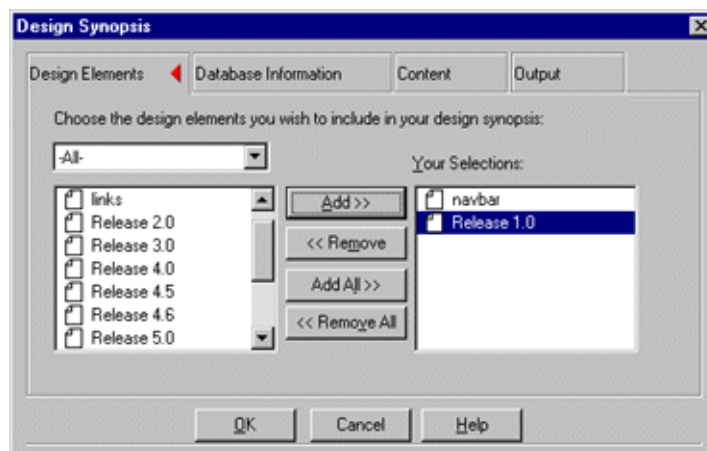 Design Synopsis
Design Elements
Database Information
Content
Output
Choose the design elements you wish to include in your design synopsis:
-All-
Your Selections:
links
Release 2.0
Release 3.0
Release 4.0
Release 4.5
Release 4.6
Release 5.0
Add >>
<< Remove
Add All >>
<< Remove All
navbar
Release 1.0
OK
Cancel
Help